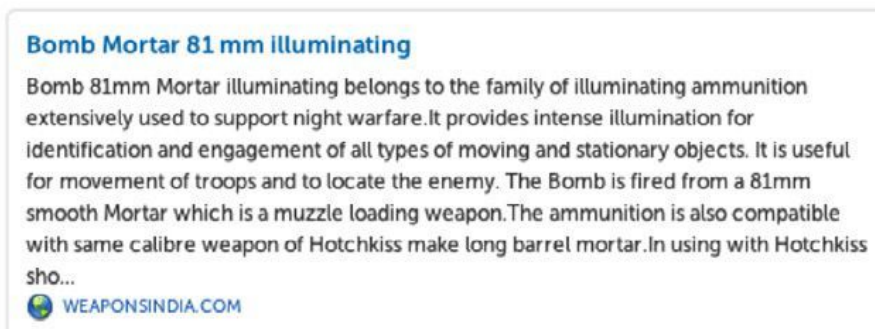 Bomb Mortar 81 mm illuminating
Bomb 81mm Mortar illuminating belongs to the family of illuminating ammunition
extensively used to support night warfare.It provides intense illumination for
identification and engagement of all types of moving and stationary objects. It is useful
for movement of troops and to locate the enemy. The Bomb is fired from a 81mm
smooth Mortar which is a muzzle loading weapon.The ammunition is also compatible
with same calibre weapon of Hotchkiss make long barrel mortar.In using with Hotchkiss
sho...
WEAPONSINDIA.COM